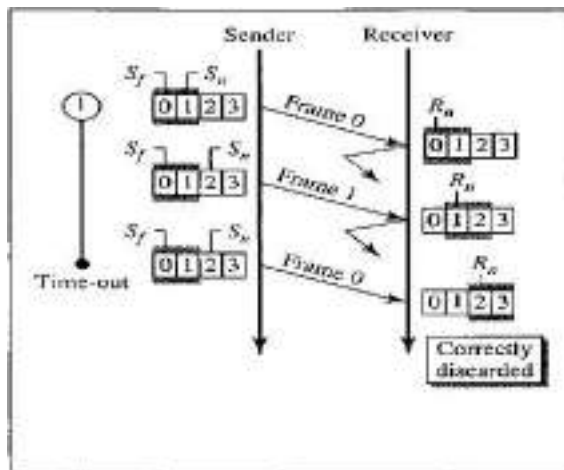 Sender Receiver
Sf Sn
1
0 1 2 3
Frame 0
Rn
0 1 2 3
Sf Sn
0 1 2 3
Frame 1
Rn
0 1 2 3
Sf Sn
0 1 2 3
Frame 0
Rn
0 1 2 3
Time-out
Correctly
discarded